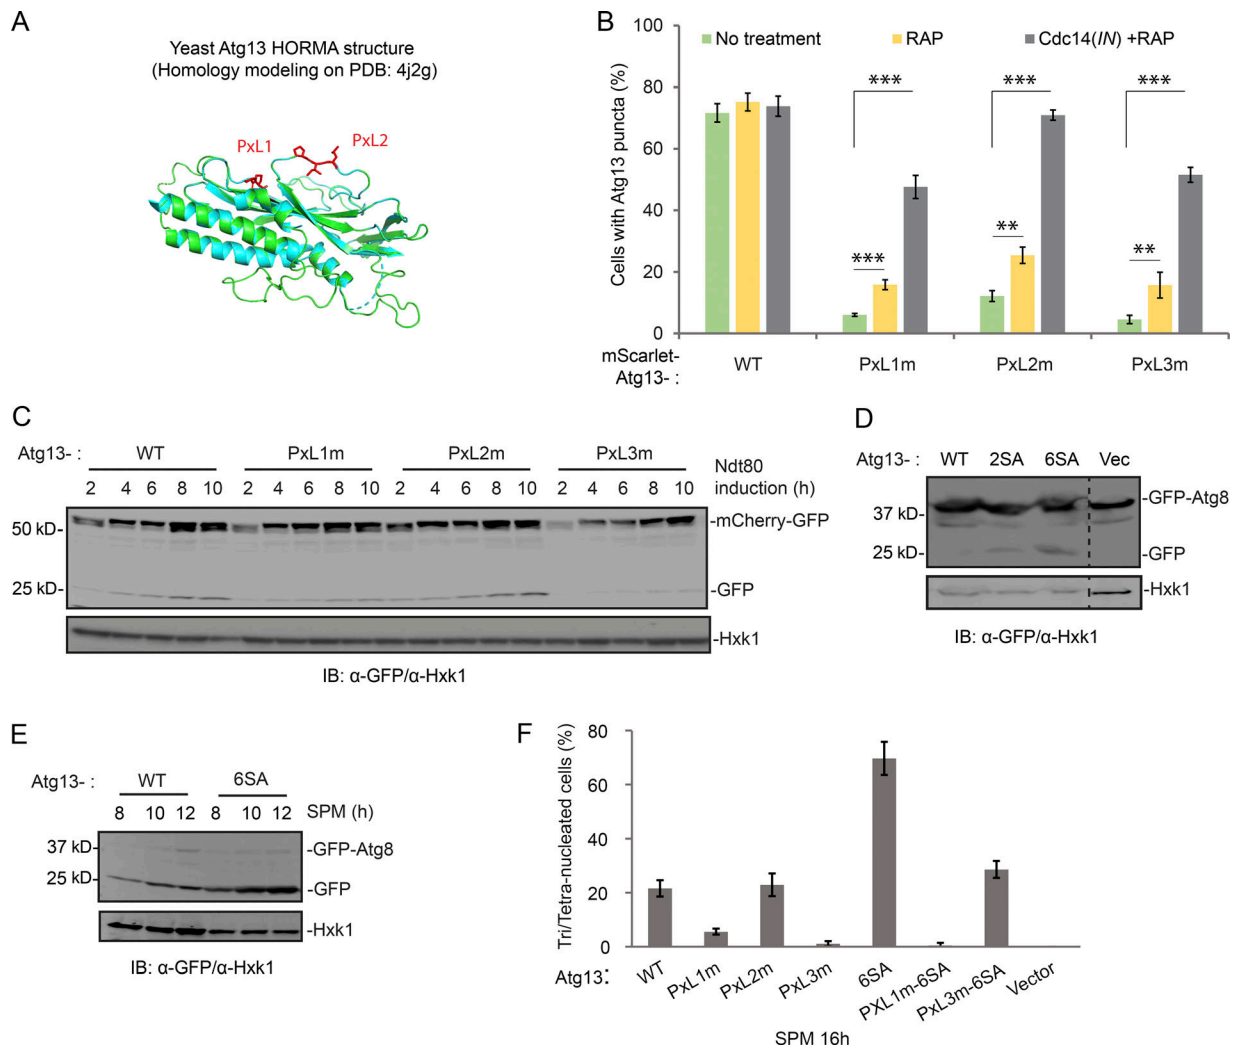 A
Yeast Atg13 HORMA structure
(Homology modeling on PDB: 4j2g)
PxL1
PxL2
B
No treatment
RAP
Cdc14(IN) +RAP
Cells with Atg13 puncta (%)
80
60
40
20
0
***
***
***
***
**
**
mScarlet-
Atg13- :
WT
PxL1m
PxL2m
PxL3m
C
Atg13- :
WT
PxL1m
PxL2m
PxL3m
2 4 6 8 10 2 4 6 8 10 2 4 6 8 10 2 4 6 8 10
Ndt80
induction (h)
50 kD-
25 kD-
-mCherry-GFP
-GFP
-Hxk1
IB: α-GFP/α-Hxk1
D
Atg13- :
WT 2SA 6SA Vec
37 kD-
25 kD-
-GFP-Atg8
-GFP
-Hxk1
IB: α-GFP/α-Hxk1
E
Atg13- :
WT
6SA
8 10 12 8 10 12
SPM (h)
37 kD-
25 kD-
-GFP-Atg8
-GFP
-Hxk1
IB: α-GFP/α-Hxk1
F
Tri/Tetra-nucleated cells (%)
80
60
40
20
0
Atg13:
WT
PxL1m
PxL2m
PxL3m
6SA
PXL1m-6SA
PxL3m-6SA
Vector
SPM 16h